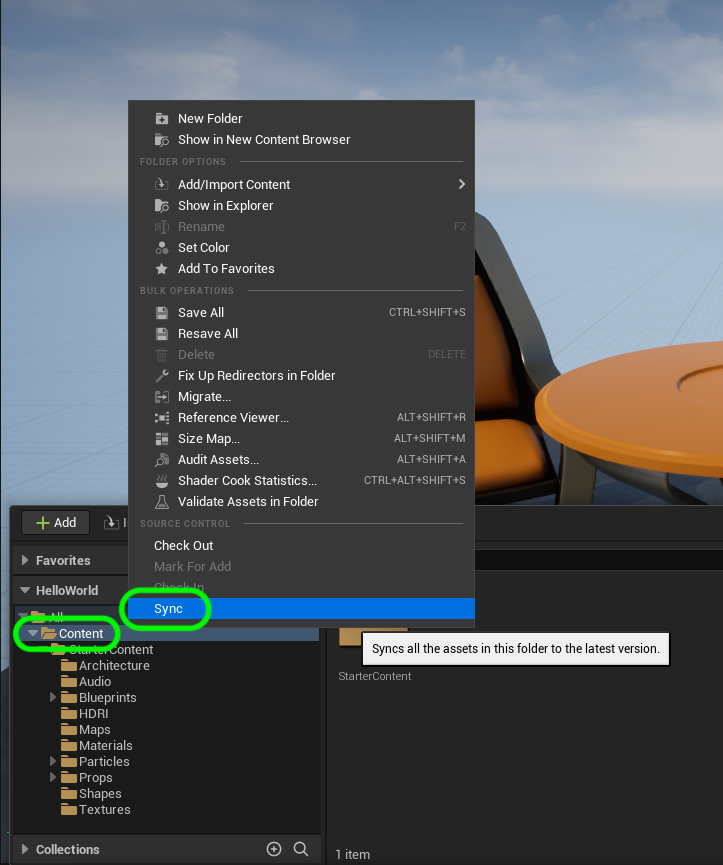 New Folder
Show in New Content Browser
FOLDER OPTIONS
Add/Import Content
Show in Explorer
Rename F2
Set Color
Add To Favorites
BULK OPERATIONS
Save All CTRL+SHIFT+S
Resave All
Delete DELETE
Fix Up Redirectors in Folder
Migrate...
Reference Viewer... ALT+SHIFT+R
Size Map... ALT+SHIFT+M
Audit Assets... ALT+SHIFT+A
Shader Cook Statistics... CTRL+ALT+SHIFT+S
Validate Assets in Folder
SOURCE CONTROL
Check Out
Mark For Add
Check In
Sync
Syncs all the assets in this folder to the latest version.
Add
Favorites
HelloWorld
All
Content
StarterContent
Architecture
Audio
Blueprints
HDRI
Maps
Materials
Particles
Props
Shapes
Textures
Collections
StarterContent
1 item